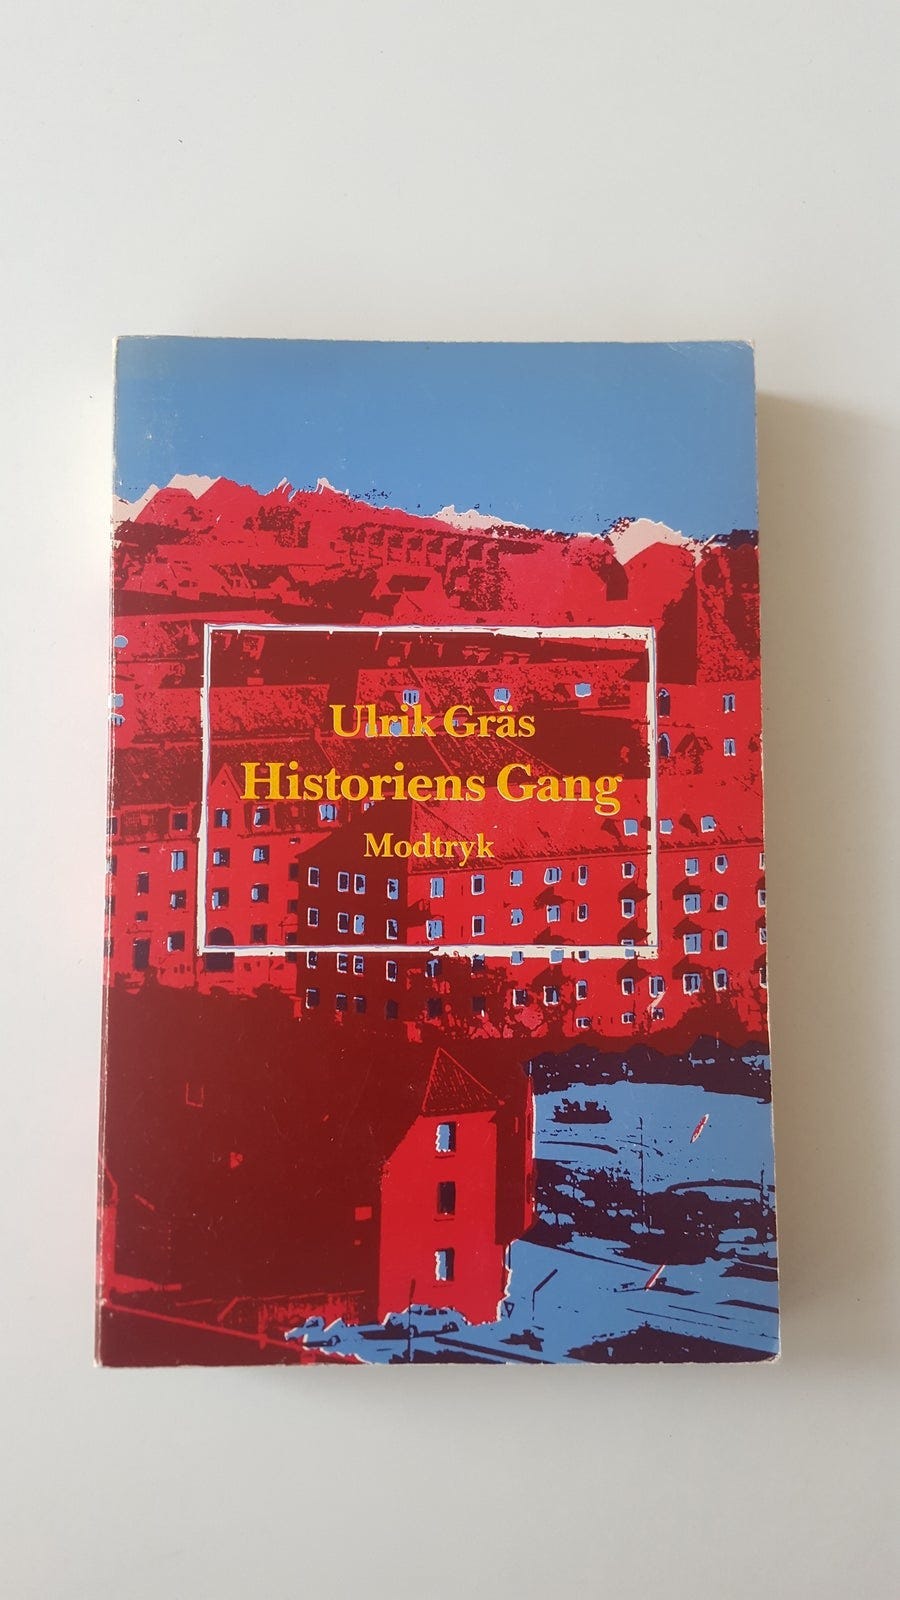 Ulrik Gräs
Historiens Gang
Modtryk